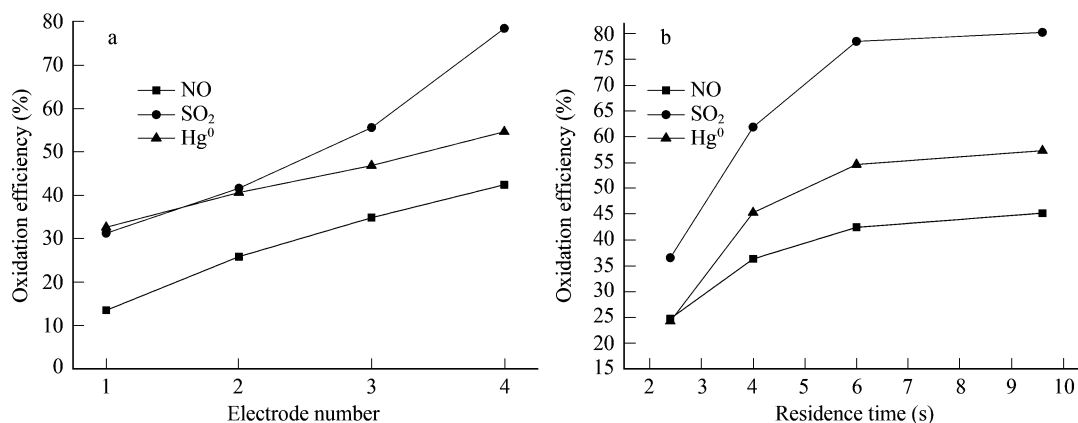 a
NO
SO₂
Hg⁰
Oxidation efficiency (%)
80
70
60
50
40
30
20
10
0
1 2 3 4
Electrode number
b
NO
SO₂
Hg⁰
Oxidation efficiency (%)
80
75
70
65
60
55
50
45
40
35
30
25
20
15
2 3 4 5 6 7 8 9 10
Residence time (s)